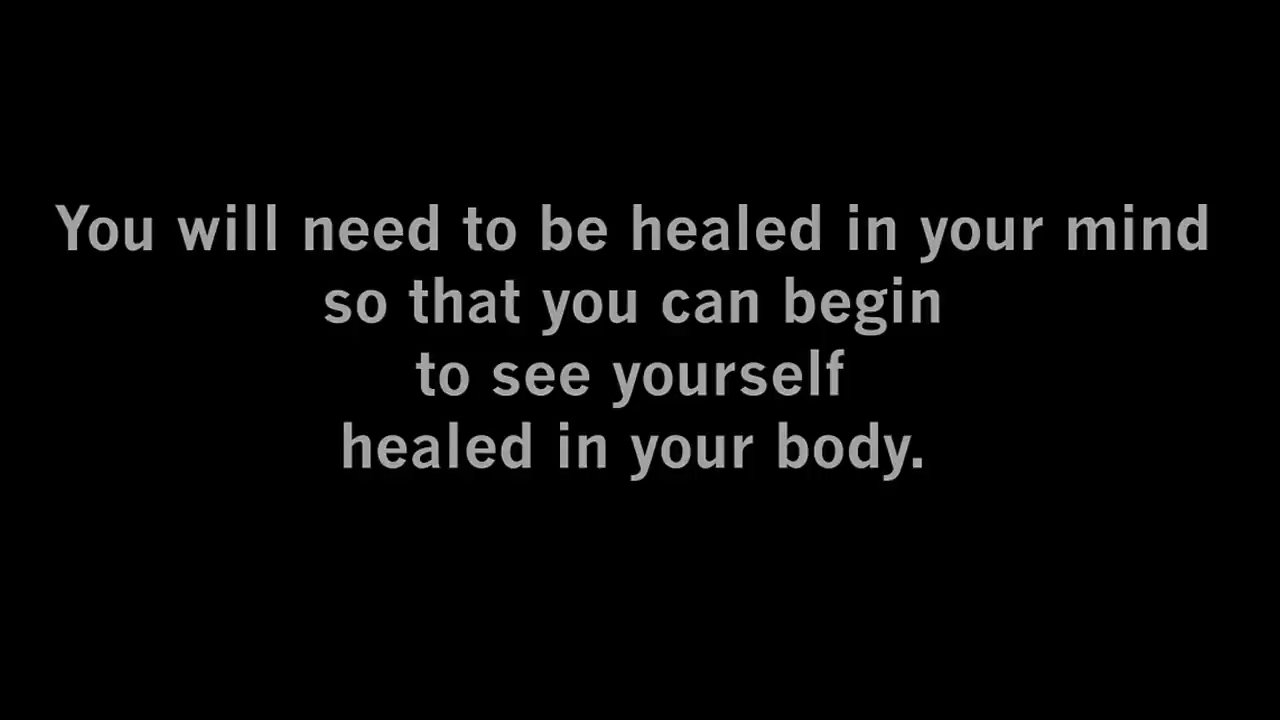 You will need to be healed in your mind
so that you can begin
to see yourself
healed in your body.